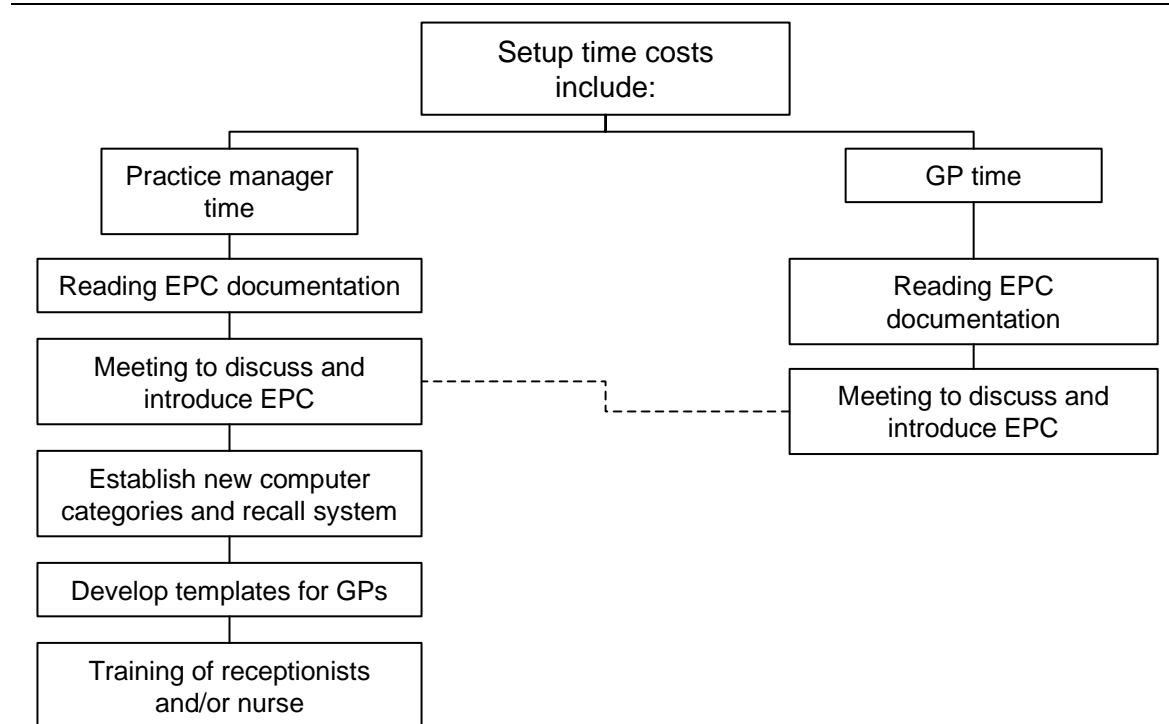 Setup time costs
include:
Practice manager
time
GP time
Reading EPC documentation
Reading EPC
documentation
Meeting to discuss and
introduce EPC
Meeting to discuss and
introduce EPC
Establish new computer
categories and recall system
Develop templates for GPs
Training of receptionists
and/or nurse